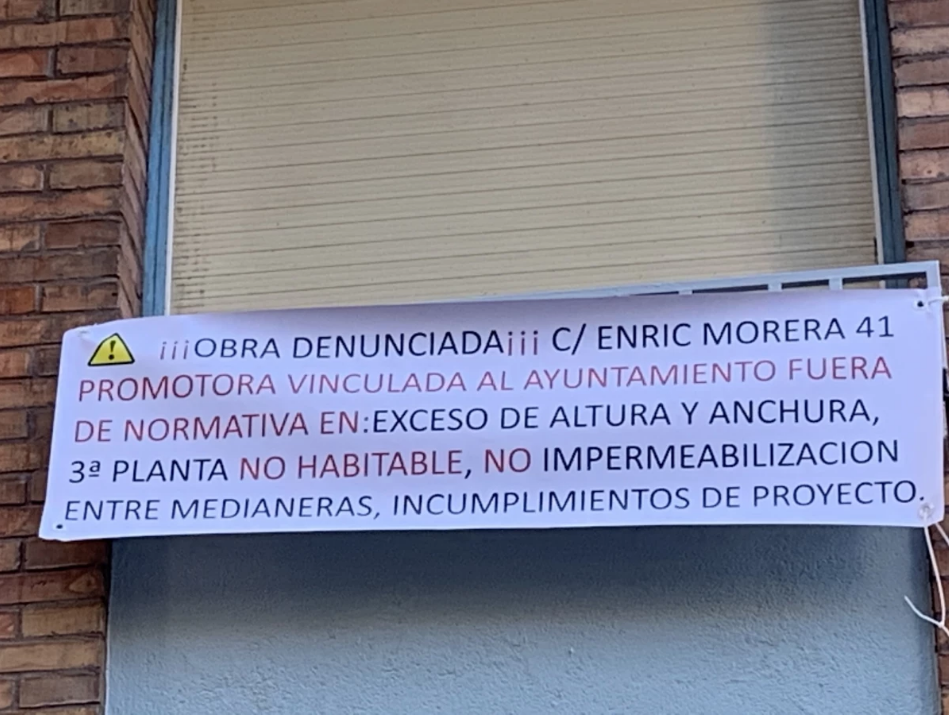 ¡¡¡OBRA DENUNCIADA¡¡¡ C/ ENRIC MORERA 41
PROMOTORA VINCULADA AL AYUNTAMIENTO FUERA
DE NORMATIVA EN:EXCESO DE ALTURA Y ANCHURA,
3ª PLANTA NO HABITABLE, NO IMPERMEABILIZACION
ENTRE MEDIANERAS, INCUMPLIMIENTOS DE PROYECTO.